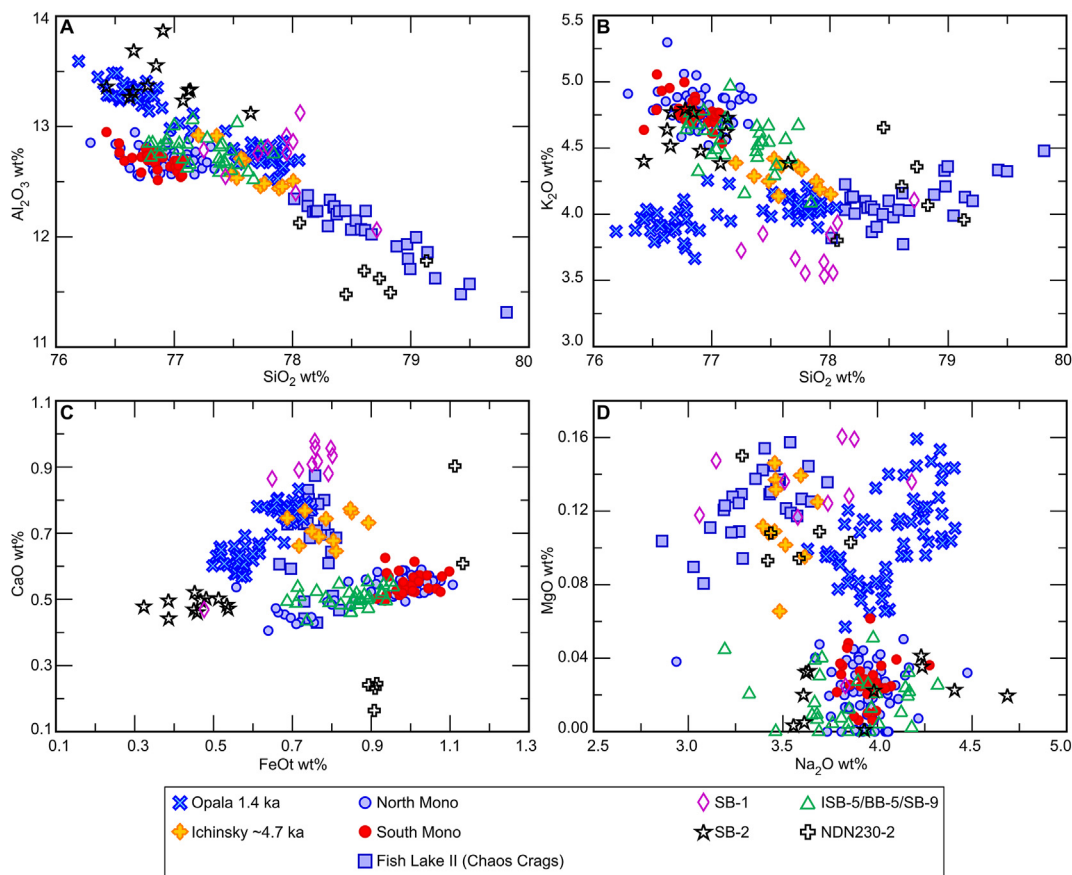 A
14
13
12
11
Al2O3 wt%
76 77 78 79 80
SiO2 wt%
B
5.5
5.0
4.5
4.0
3.5
3.0
K2O wt%
76 77 78 79 80
SiO2 wt%
C
1.1
0.9
0.7
0.5
0.3
0.1
CaO wt%
0.1 0.3 0.5 0.7 0.9 1.1 1.3
FeOt wt%
D
0.16
0.12
0.08
0.04
0.00
MgO wt%
2.5 3.0 3.5 4.0 4.5 5.0
Na2O wt%
Opala 1.4 ka North Mono SB-1 ISB-5/BB-5/SB-9
Ichinsky ~4.7 ka South Mono SB-2 NDN230-2
Fish Lake II (Chaos Crags)